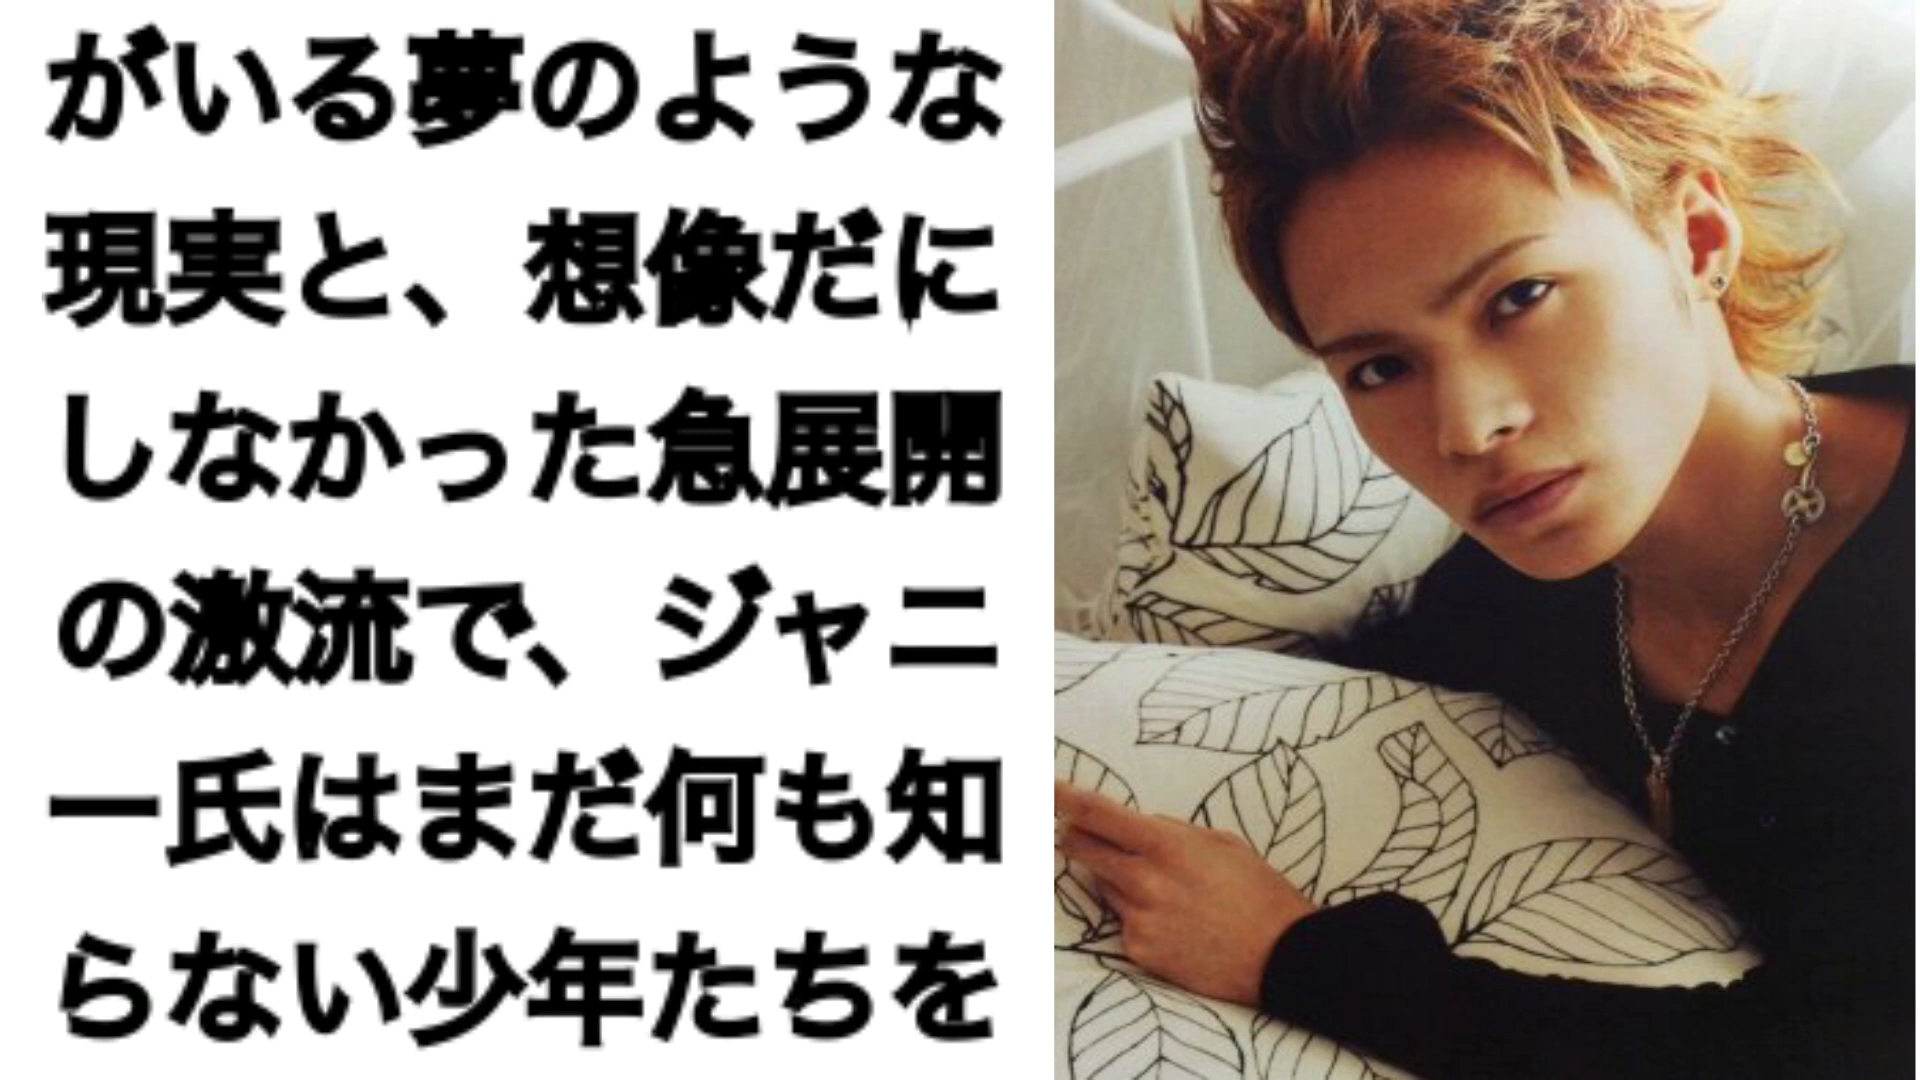 がいる夢のような
現実と、想像だに
しなかった急展開
の激流で、ジャニ
ー氏はまだ何も知
らない少年たちを